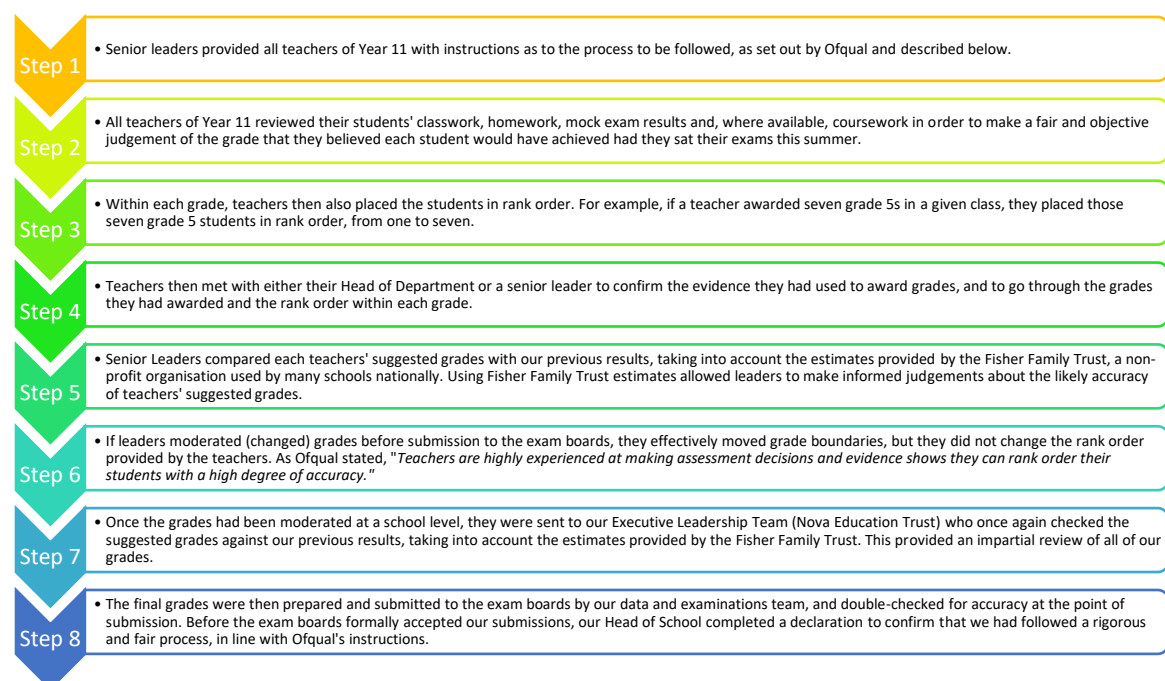 Step 1
• Senior leaders provided all teachers of Year 11 with instructions as to the process to be followed, as set out by Ofqual and described below.
Step 2
• All teachers of Year 11 reviewed their students' classwork, homework, mock exam results and, where available, coursework in order to make a fair and objective
judgement of the grade that they believed each student would have achieved had they sat their exams this summer.
Step 3
• Within each grade, teachers then also placed the students in rank order. For example, if a teacher awarded seven grade 5s in a given class, they placed those
seven grade 5 students in rank order, from one to seven.
Step 4
• Teachers then met with either their Head of Department or a senior leader to confirm the evidence they had used to award grades, and to go through the grades
they had awarded and the rank order within each grade.
Step 5
• Senior Leaders compared each teachers' suggested grades with our previous results, taking into account the estimates provided by the Fisher Family Trust, a non-
profit organisation used by many schools nationally. Using Fisher Family Trust estimates allowed leaders to make informed judgements about the likely accuracy
of teachers' suggested grades.
Step 6
• If leaders moderated (changed) grades before submission to the exam boards, they effectively moved grade boundaries, but they did not change the rank order
provided by the teachers. As Ofqual stated, "Teachers are highly experienced at making assessment decisions and evidence shows they can rank order their
students with a high degree of accuracy."
Step 7
• Once the grades had been moderated at a school level, they were sent to our Executive Leadership Team (Nova Education Trust) who once again checked the
suggested grades against our previous results, taking into account the estimates provided by the Fisher Family Trust. This provided an impartial review of all of our
grades.
Step 8
• The final grades were then prepared and submitted to the exam boards by our data and examinations team, and double-checked for accuracy at the point of
submission. Before the exam boards formally accepted our submissions, our Head of School completed a declaration to confirm that we had followed a rigorous
and fair process, in line with Ofqual's instructions.